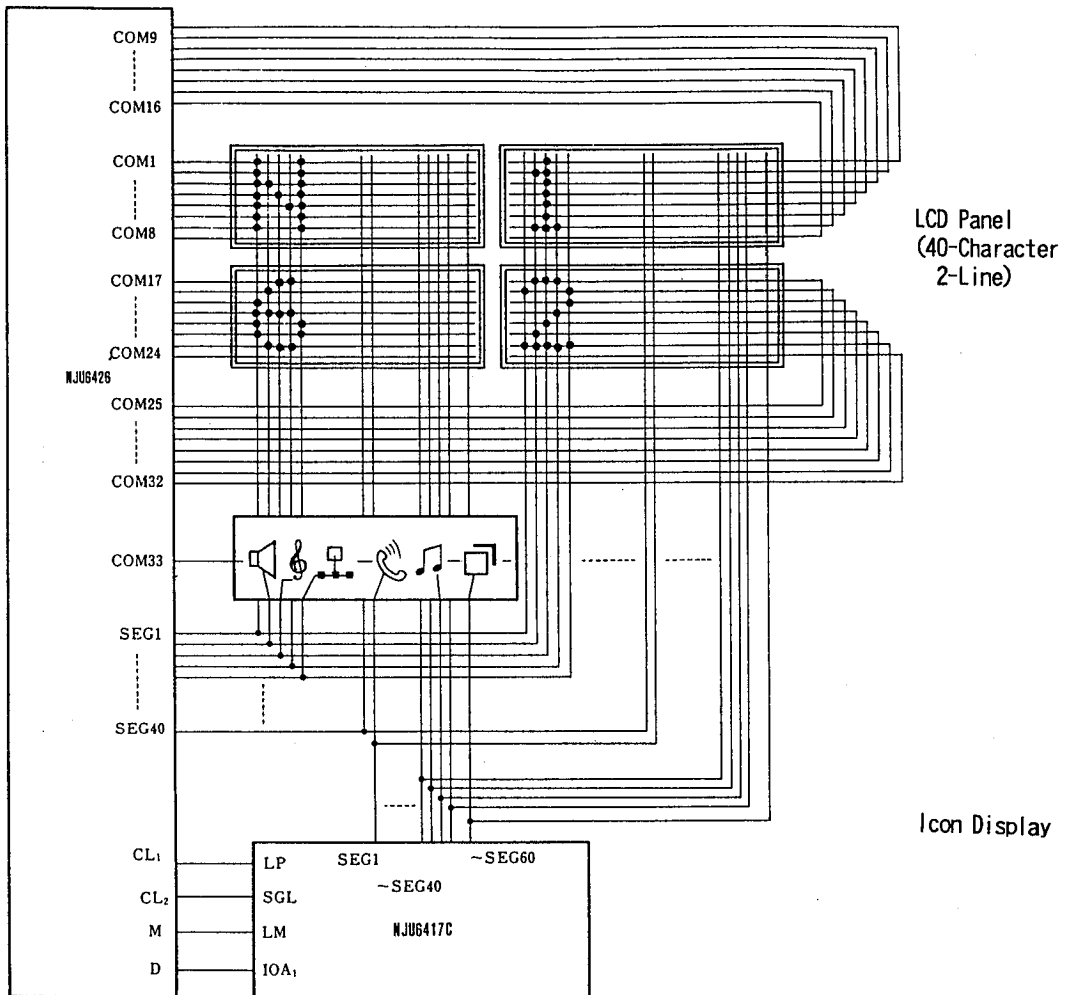 COM9
COM16
COM1
COM8
LCD Panel
(40-Character
2-Line)
COM17
COM24
NJU6426
COM25
COM32
COM33
SEG1
SEG40
Icon Display
CL₁
LP
SEG1
~SEG60
~SEG40
CL₂
SGL
M
LM
NJU6417C
D
IOA₁